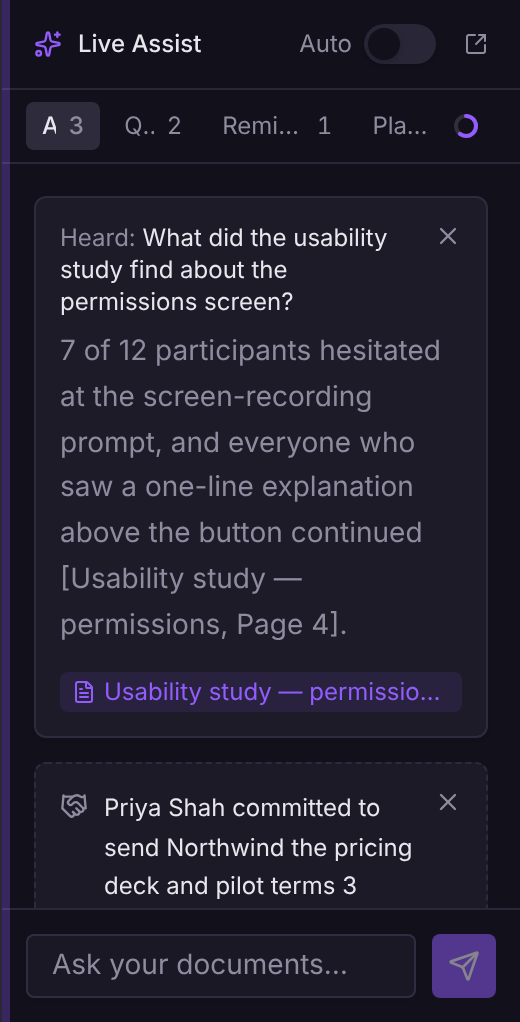 Live Assist Auto
A 3 Q.. 2 Remi... 1 Pla...
Heard: What did the usability
study find about the
permissions screen?
7 of 12 participants hesitated
at the screen-recording
prompt, and everyone who
saw a one-line explanation
above the button continued
[Usability study —
permissions, Page 4].
Usability study — permissio...
Priya Shah committed to
send Northwind the pricing
deck and pilot terms 3
Ask your documents...